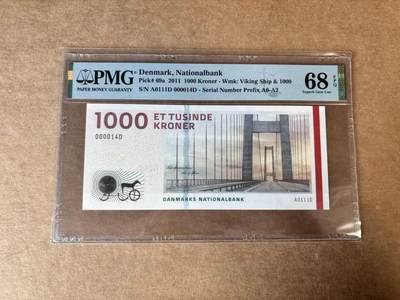 PMG
PAPER MONEY GUARANTY
Denmark, Nationalbank
Pick# 69a 2011 1000 Kroner - Wmk: Viking Ship & 1000
S/N A0111D 000014D - Serial Number Prefix A0-A2
68 EPQ
Superb Gem Unc
1000 ET TUSINDE
KRONER
000014D
DANMARKS NATIONALBANK
A0111D